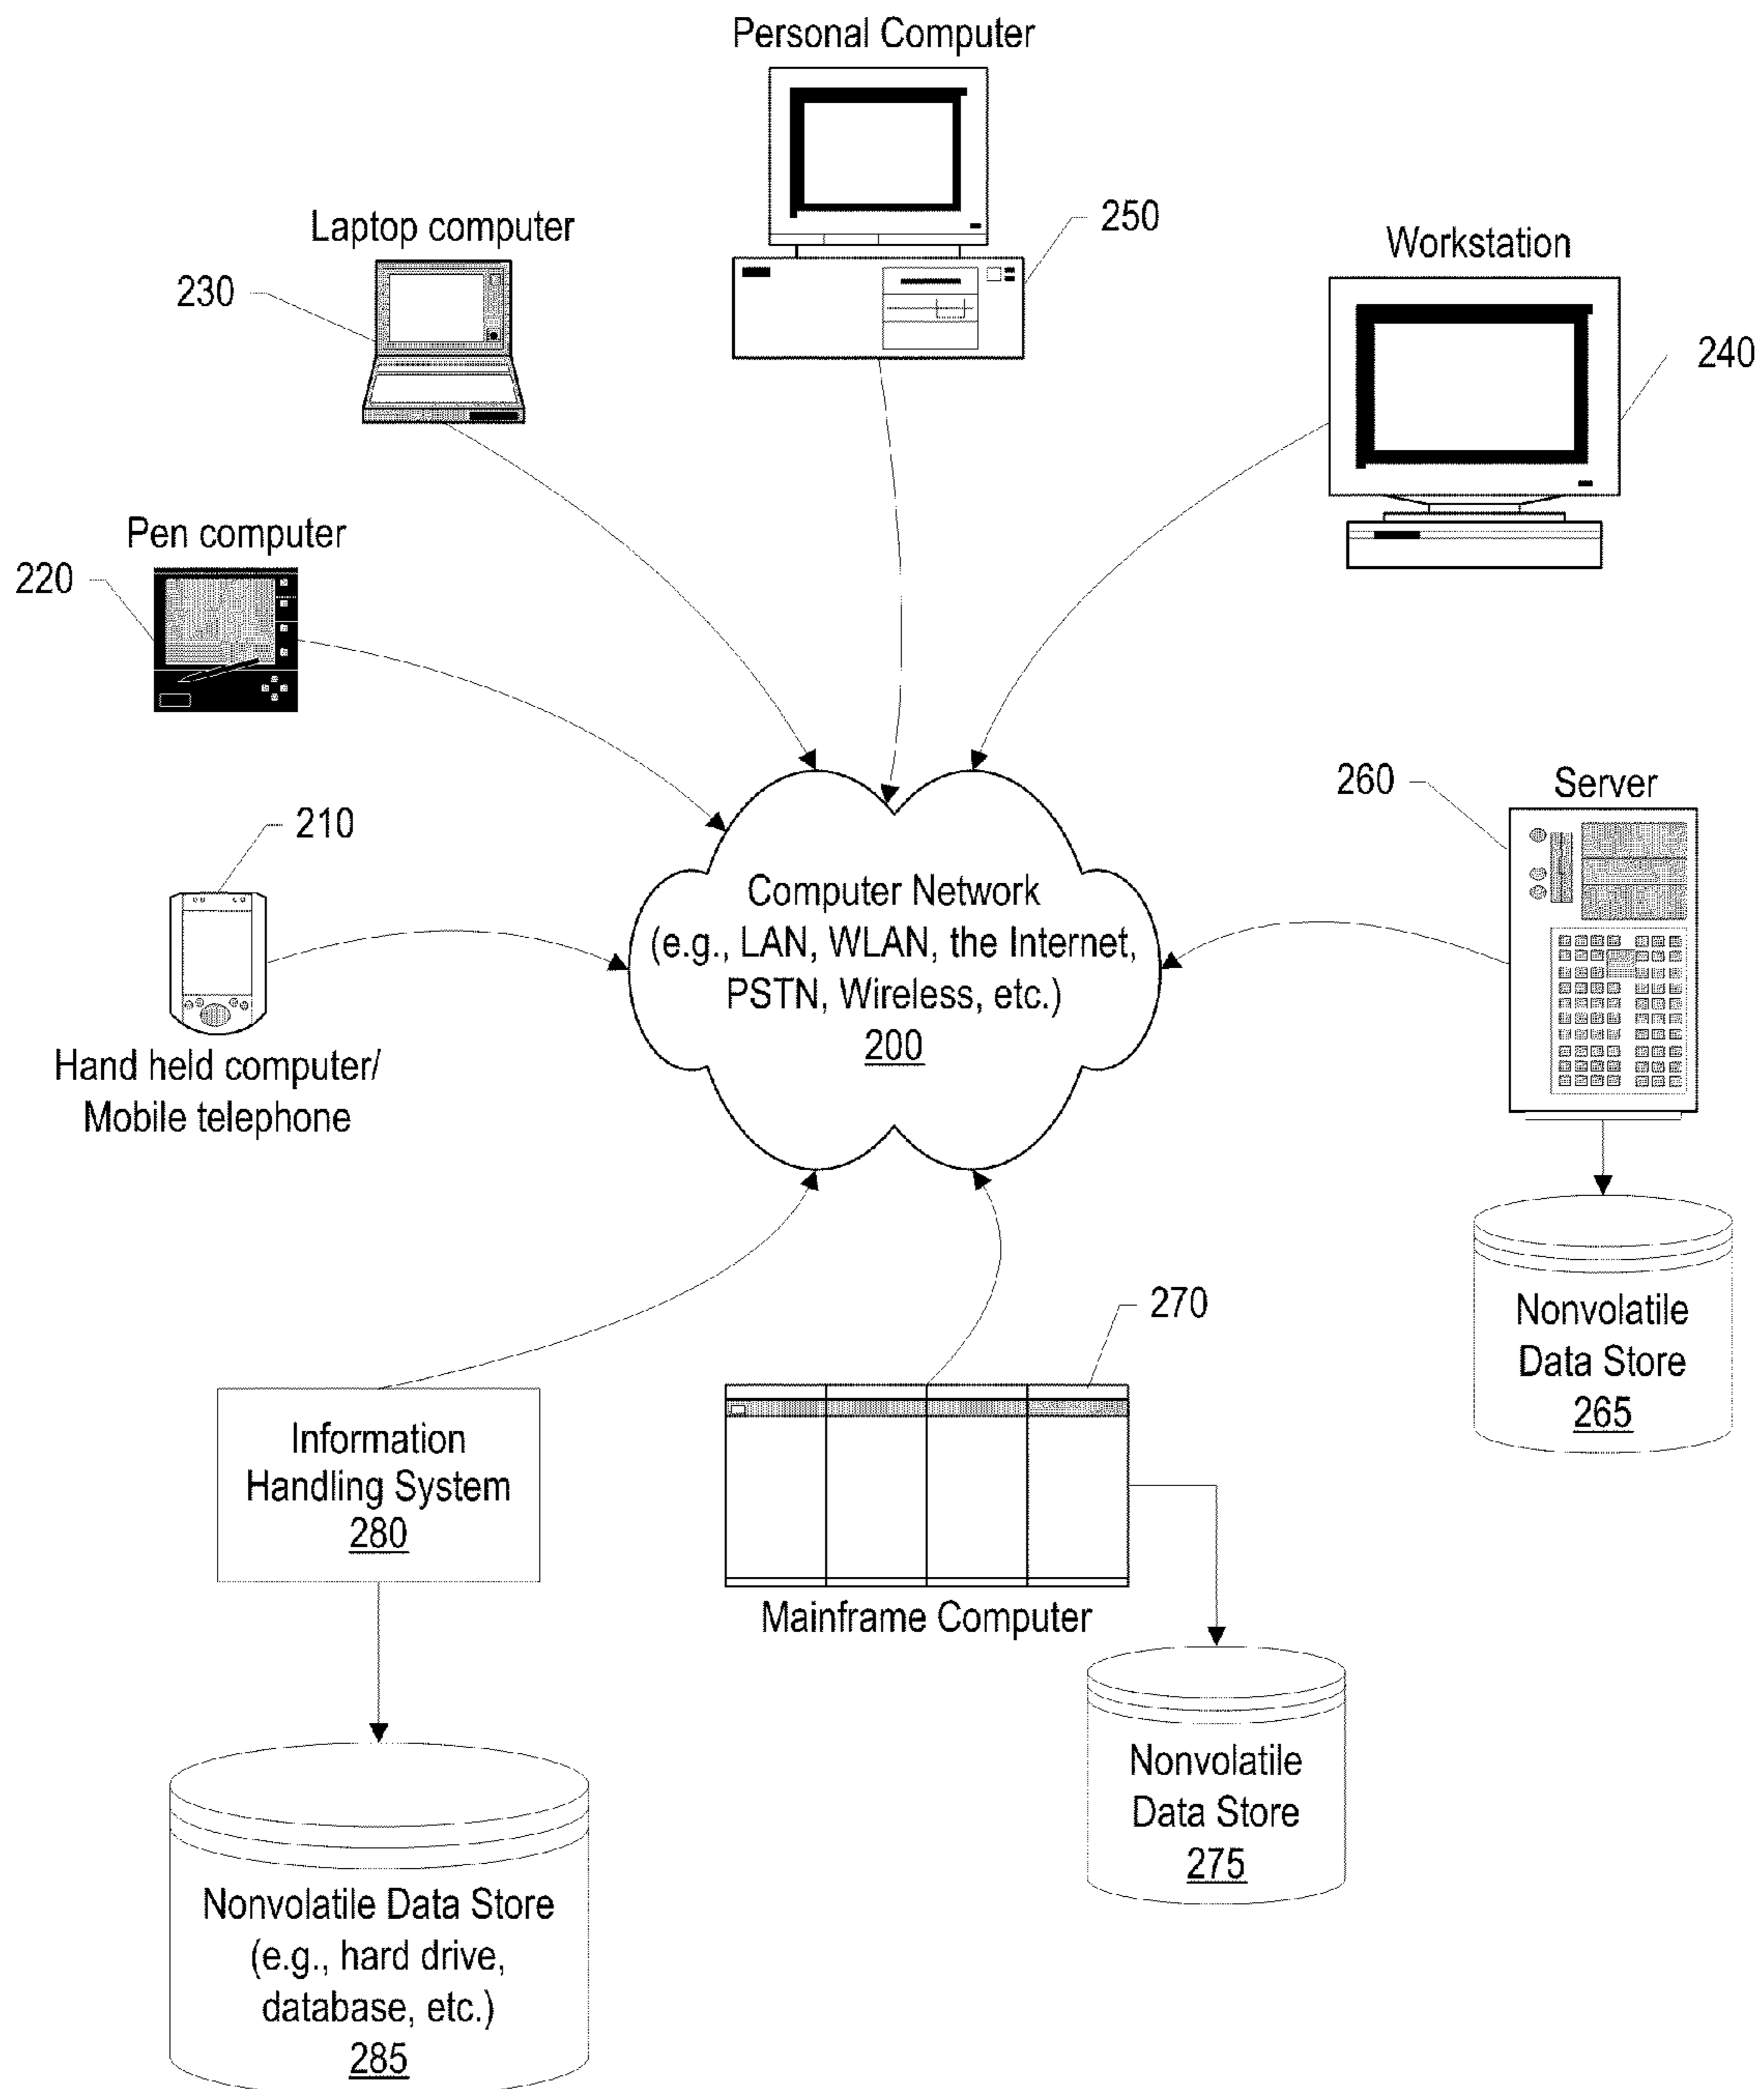 Personal Computer
250
Laptop computer
230
Workstation
240
Pen computer
220
260
Server
210
Computer Network
(e.g., LAN, WLAN, the Internet,
PSTN, Wireless, etc.)
200
Hand held computer/
Mobile telephone
270
Nonvolatile
Data Store
265
Information
Handling System
280
Mainframe Computer
Nonvolatile
Data Store
275
Nonvolatile Data Store
(e.g., hard drive,
database, etc.)
285